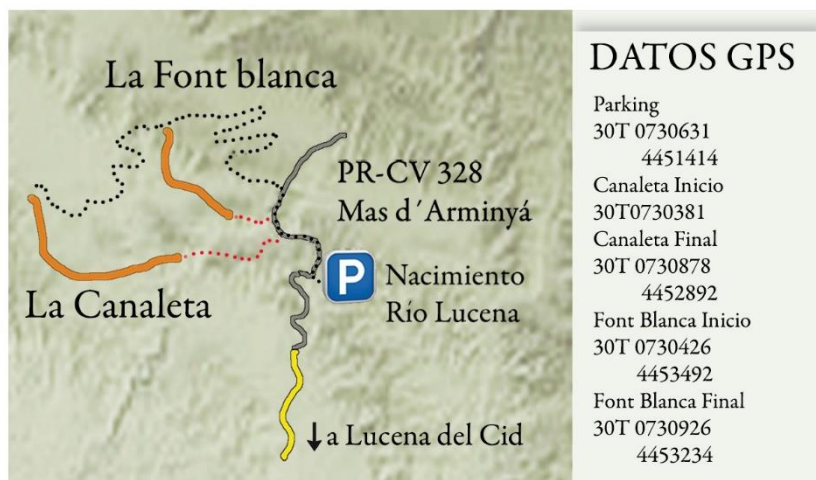 La Font blanca
PR-CV 328
Mas d´Arminyá
P
Nacimiento
Río Lucena
La Canaleta
↓a Lucena del Cid
DATOS GPS
Parking
30T 0730631
4451414
Canaleta Inicio
30T0730381
Canaleta Final
30T 0730878
4452892
Font Blanca Inicio
30T 0730426
4453492
Font Blanca Final
30T 0730926
4453234